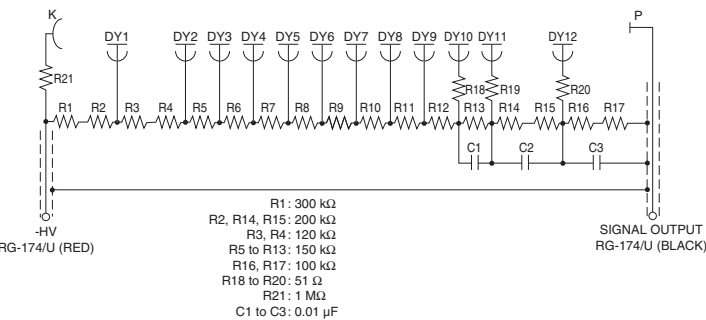 K
P
DY1 DY2 DY3 DY4 DY5 DY6 DY7 DY8 DY9 DY10 DY11 DY12
R21
R18 R19 R20
R1 R2 R3 R4 R5 R6 R7 R8 R9 R10 R11 R12 R13 R14 R15 R16 R17
C1 C2 C3
-HV
RG-174/U (RED)
SIGNAL OUTPUT
RG-174/U (BLACK)
R1: 300 kΩ
R2, R14, R15: 200 kΩ
R3, R4: 120 kΩ
R5 to R13: 150 kΩ
R16, R17: 100 kΩ
R18 to R20: 51 Ω
R21: 1 MΩ
C1 to C3: 0.01 µF